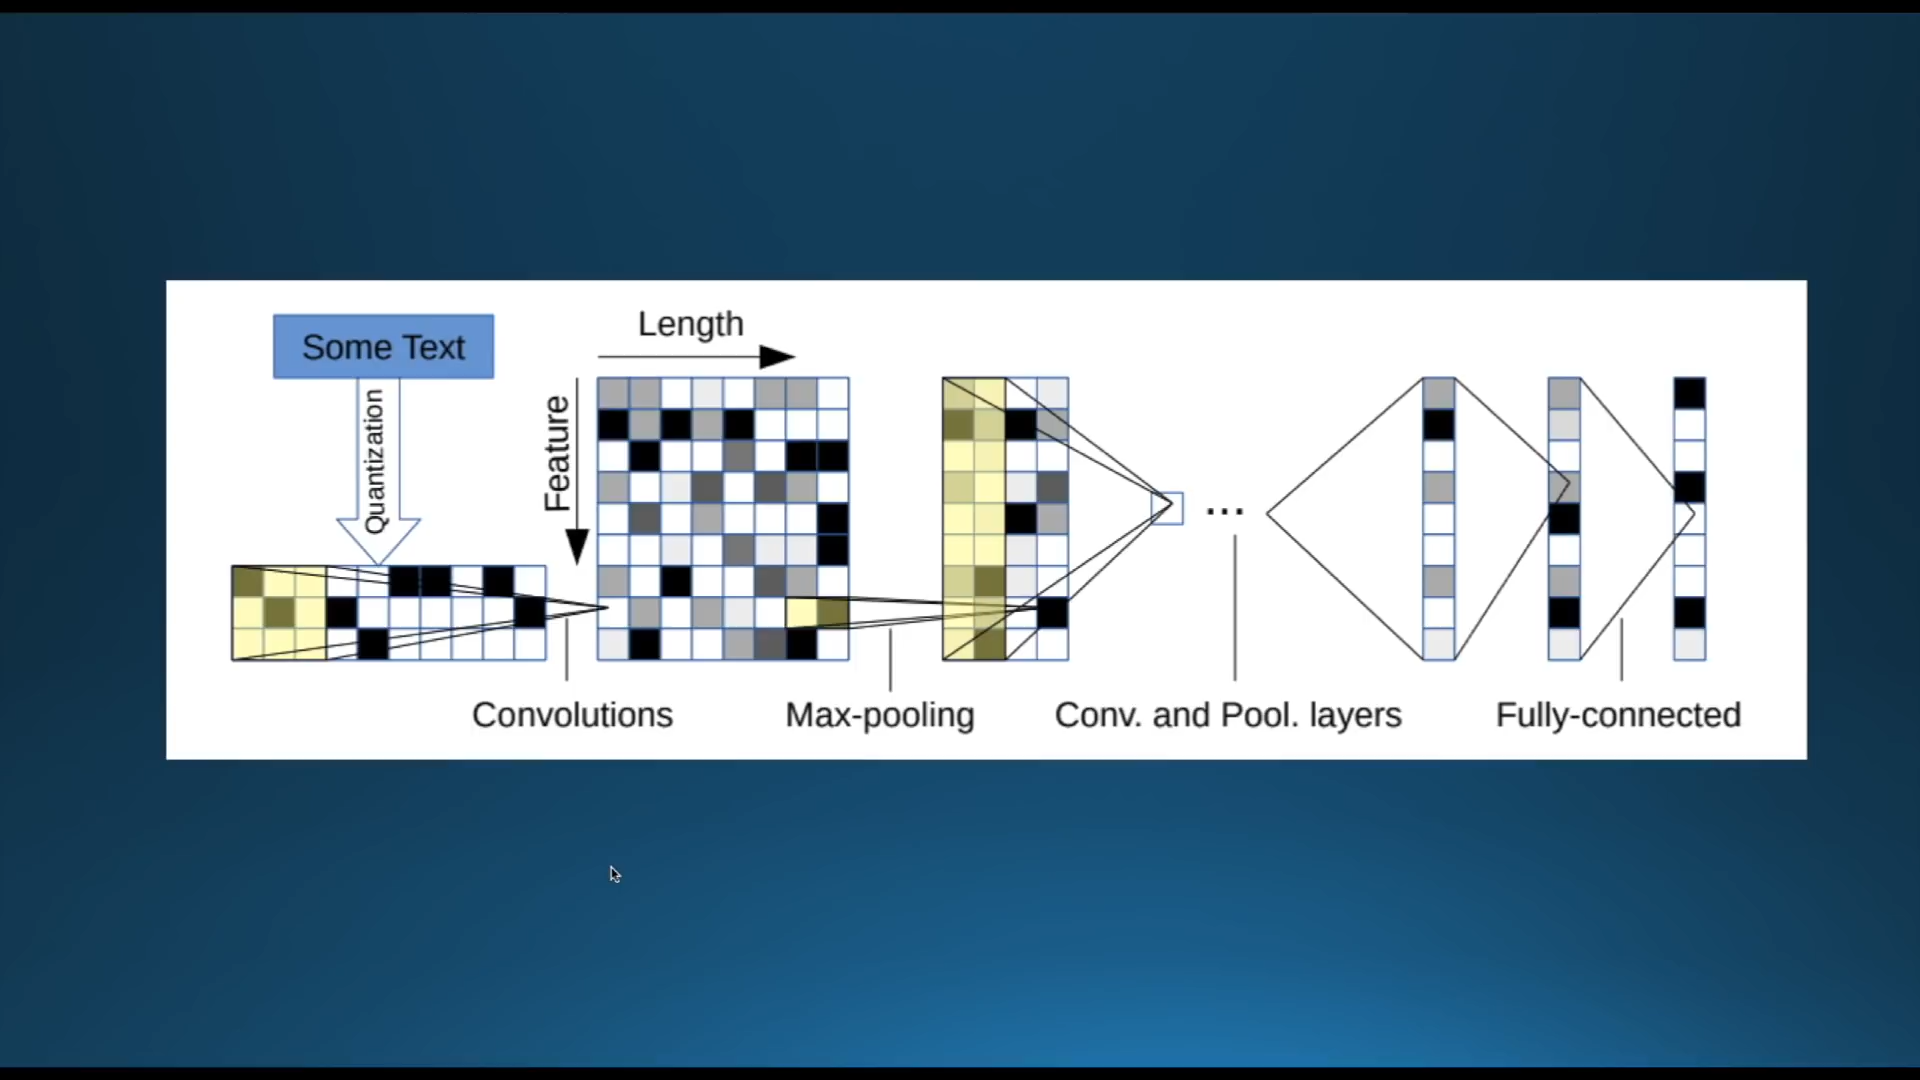 Some Text
Quantization
Length
Feature
...
Convolutions
Max-pooling
Conv. and Pool. layers
Fully-connected